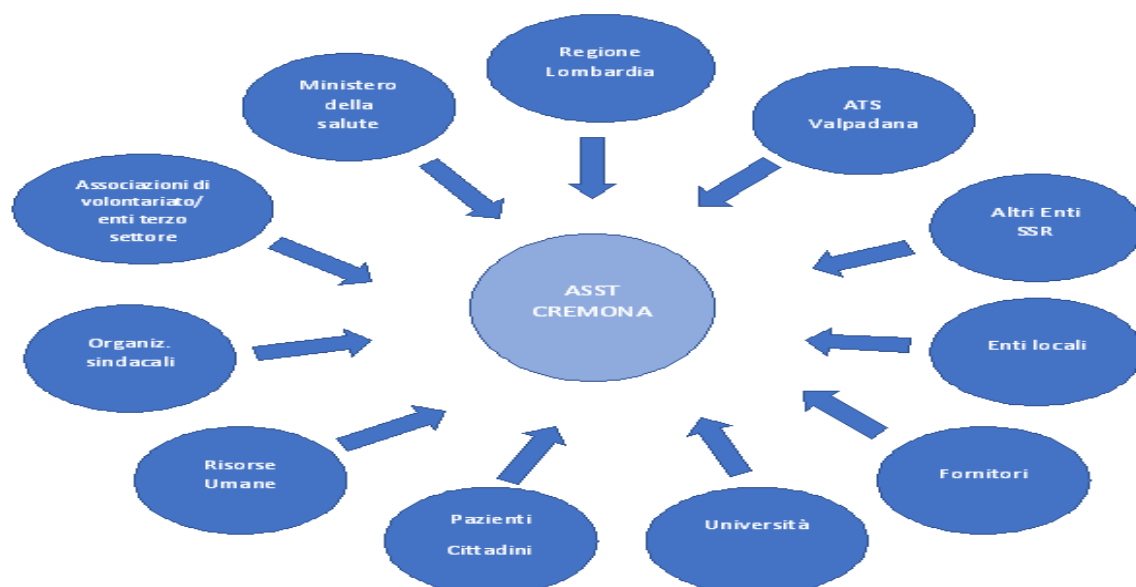 Regione
Lombardia
Ministero
della
salute
ATS
Valpadana
Associazioni di
volontariato/
enti terzo
settore
Altri Enti
SSR
ASST
CREMONA
Organiz.
sindacali
Enti locali
Risorse
Umane
Fornitori
Pazienti
Cittadini
Università